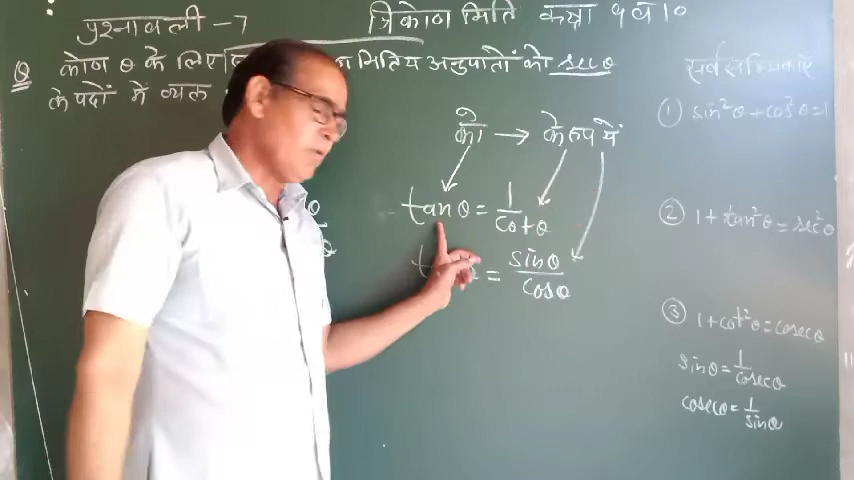 प्रश्नावली -7
त्रिकोणमिति कक्षा 9 व 10
Q कोण θ के लिए मितिय अनुपातों को secθ
के पदों में व्यक्त
को → के रूप में
tanθ = 1/cotθ
= sinθ/cosθ
सर्वसमिकाएँ
① sin²θ + cos²θ = 1
② 1 + tan²θ = sec²θ
③ 1 + cot²θ = cosecθ
sinθ = 1/cosecθ
cosecθ = 1/sinθ